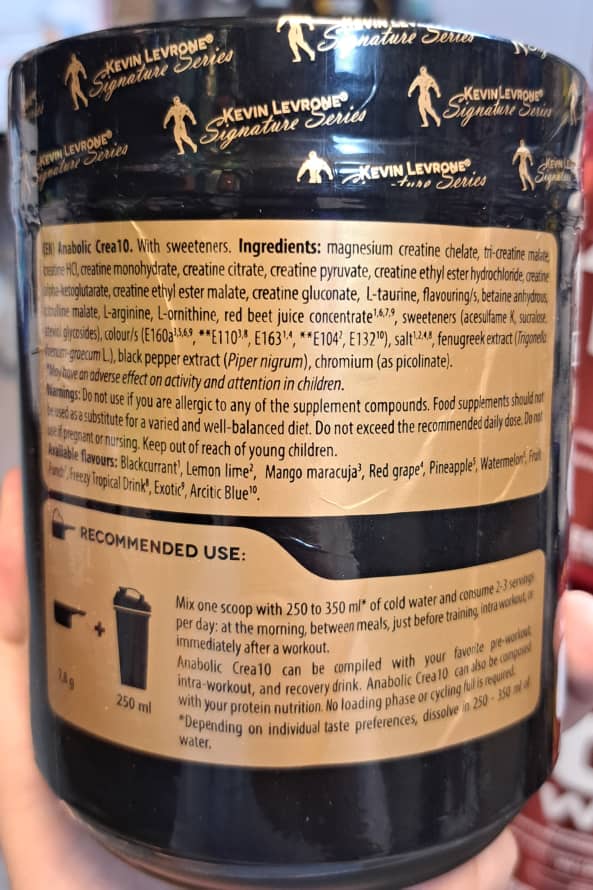 KEVIN LEVRONE®
Signature Series
KEVIN LEV
Signature Series
KEVIN LEVRONE®
Signature Series
KEVIN LEVRONE®
Signature Series
KEVIN LEVRONE®
Signature Series
KEVIN LEVRONE®
Series
KEVIN LE
(EN) Anabolic Crea10. With sweeteners. Ingredients: magnesium creatine chelate, tri-creatine malate,
creatine HCl, creatine monohydrate, creatine citrate, creatine pyruvate, creatine ethyl ester hydrochloride, creatine
alpha-ketoglutarate, creatine ethyl ester malate, creatine gluconate, L-taurine, flavouring/s, betaine anhydrous,
citrulline malate, L-arginine, L-ornithine, red beet juice concentrate¹,⁶,⁷,⁹, sweeteners (acesulfame K, sucralose,
steviol glycosides), colour/s (E160a¹,⁵,⁶,⁹, **E110³,⁸, E163¹,⁴, **E104², E132¹⁰), salt¹,²,⁴,⁸, fenugreek extract (Trigonella
foenum-graecum L.), black pepper extract (Piper nigrum), chromium (as picolinate).
*May have an adverse effect on activity and attention in children.
Warnings: Do not use if you are allergic to any of the supplement compounds. Food supplements should not
be used as a substitute for a varied and well-balanced diet. Do not exceed the recommended daily dose. Do not
use if pregnant or nursing. Keep out of reach of young children.
Available flavours: Blackcurrant¹, Lemon lime², Mango maracuja³, Red grape⁴, Pineapple⁵, Watermelon⁶, Fruit
Punch⁷, Freezy Tropical Drink⁸, Exotic⁹, Arcitic Blue¹⁰.
RECOMMENDED USE:
7,8 g
+
250 ml
Mix one scoop with 250 to 350 ml* of cold water and consume 2-3 servings
per day: at the morning, between meals, just before training, intra workout, or
immediately after a workout.
Anabolic Crea10 can be compiled with your favorite pre-workout,
intra-workout, and recovery drink. Anabolic Crea10 can also be composed
with your protein nutrition. No loading phase or cycling full is required.
*Depending on individual taste preferences, dissolve in 250 - 350 ml of
water.